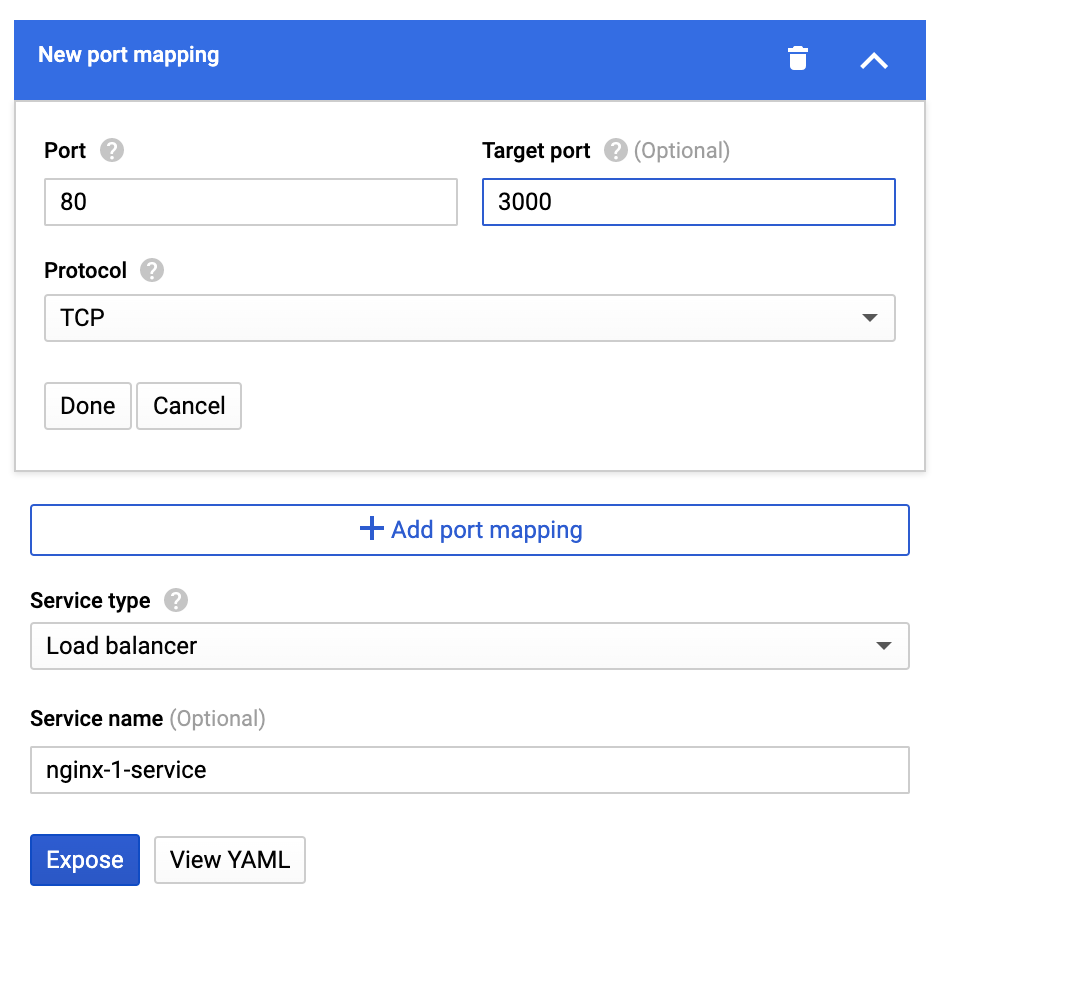 New port mapping
Port ? Target port ? (Optional)
80 3000
Protocol ?
TCP
Done Cancel
+ Add port mapping
Service type ?
Load balancer
Service name (Optional)
nginx-1-service
Expose View YAML